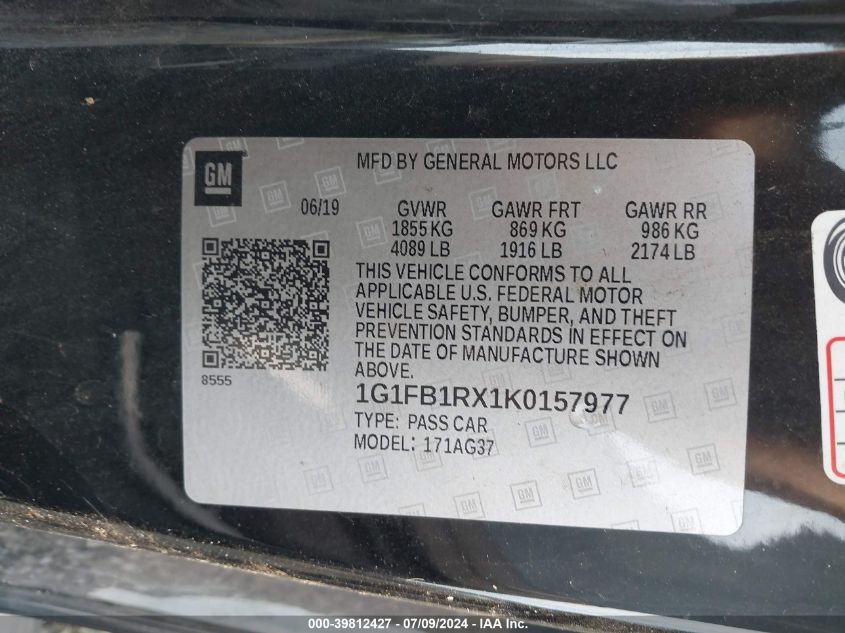 GM
MFD BY GENERAL MOTORS LLC
06/19
GVWR GAWR FRT GAWR RR
1855 KG 869 KG 986 KG
4089 LB 1916 LB 2174 LB
THIS VEHICLE CONFORMS TO ALL
APPLICABLE U.S. FEDERAL MOTOR
VEHICLE SAFETY, BUMPER, AND THEFT
PREVENTION STANDARDS IN EFFECT ON
THE DATE OF MANUFACTURE SHOWN
ABOVE.
8555
1G1FB1RX1K0157977
TYPE: PASS CAR
MODEL: 171AG37
000-39812427 - 07/09/2024 - IAAI.com